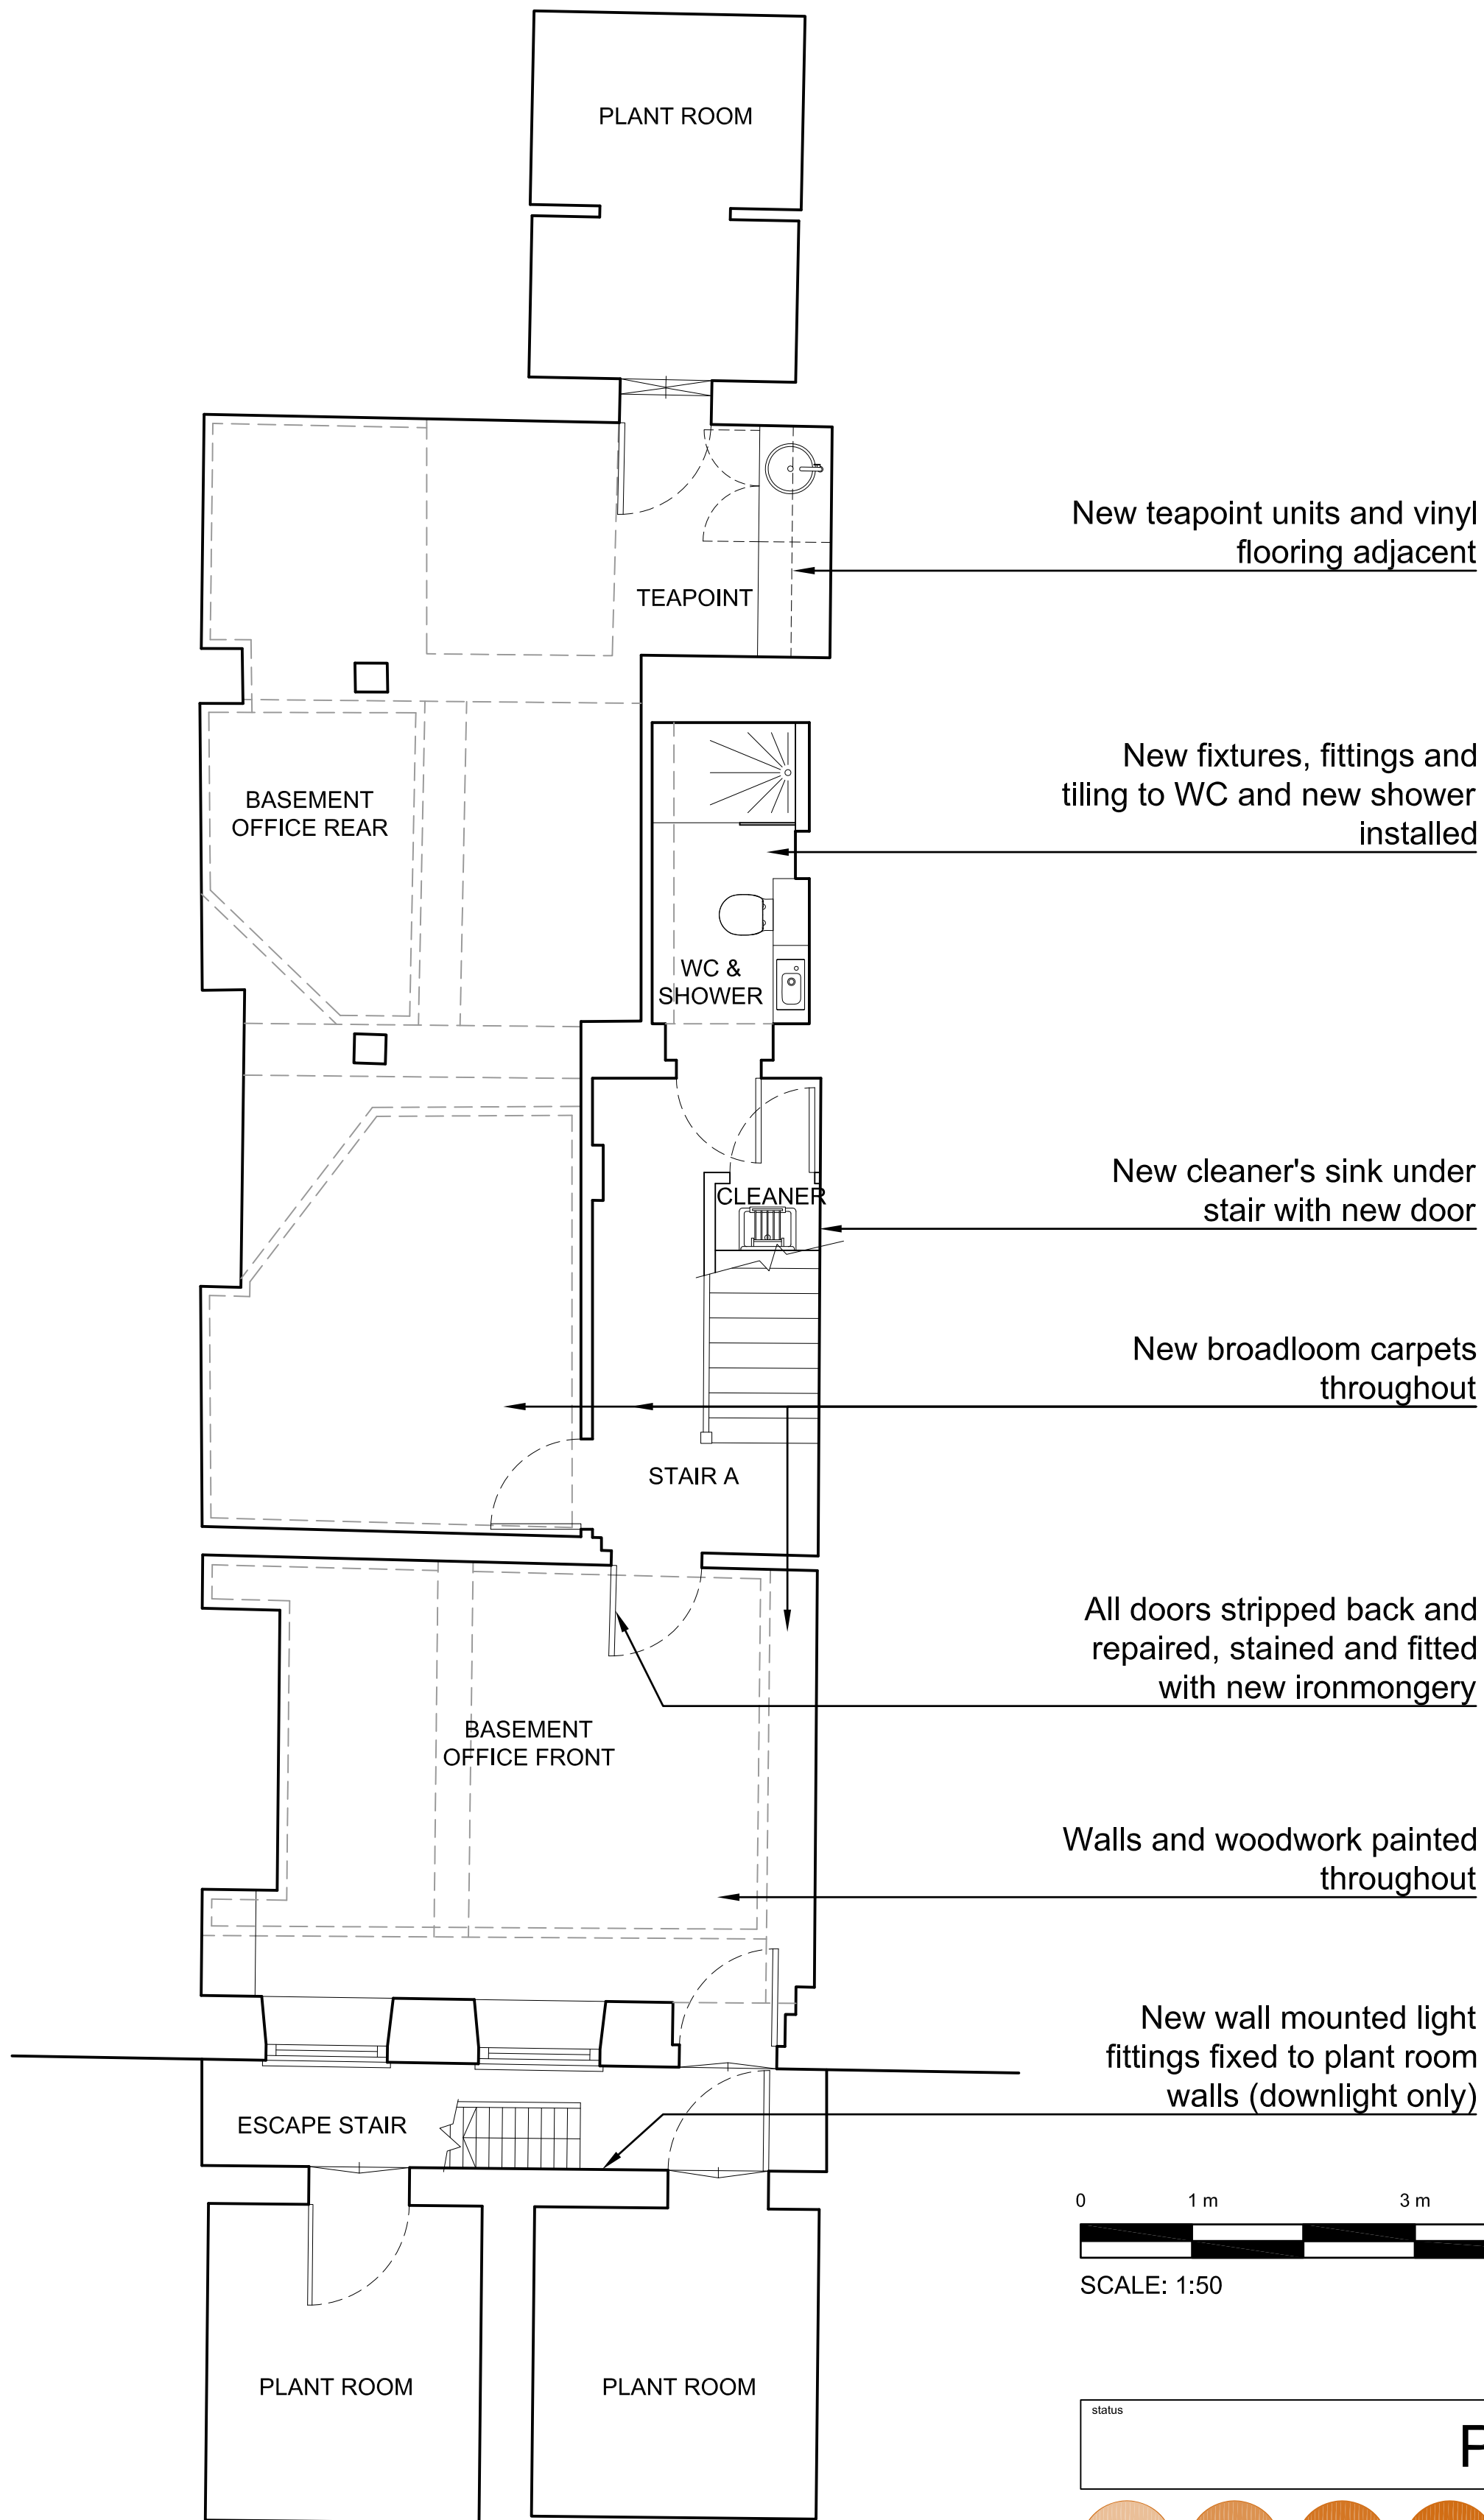 PLANT ROOM
New teapoint units and vinyl
flooring adjacent
TEAPOINT
New fixtures, fittings and
tiling to WC and new shower
installed
BASEMENT
OFFICE REAR
WC &
SHOWER
New cleaner's sink under
stair with new door
CLEANER
New broadloom carpets
throughout
STAIR A
All doors stripped back and
repaired, stained and fitted
with new ironmongery
BASEMENT
OFFICE FRONT
Walls and woodwork painted
throughout
New wall mounted light
fittings fixed to plant room
walls (downlight only)
ESCAPE STAIR
0 1 m 3 m
SCALE: 1:50
PLANT ROOM
PLANT ROOM
status
P